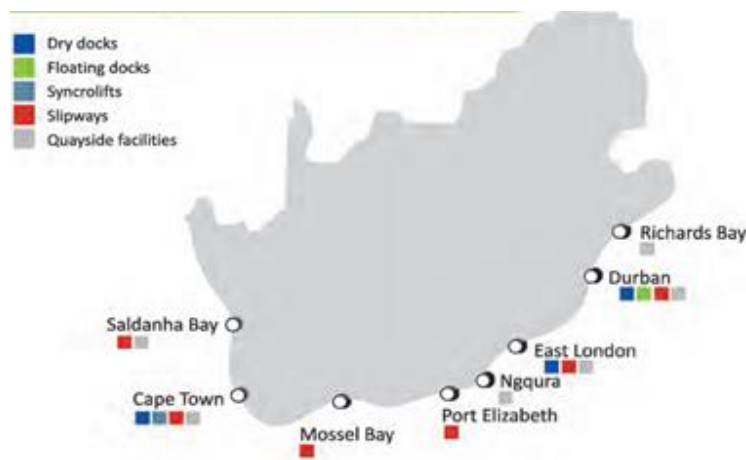 Dry docks
Floating docks
Syncrolifts
Slipways
Quayside facilities
Richards Bay
Durban
Saldanha Bay
East London
Ngqura
Cape Town
Port Elizabeth
Mossel Bay